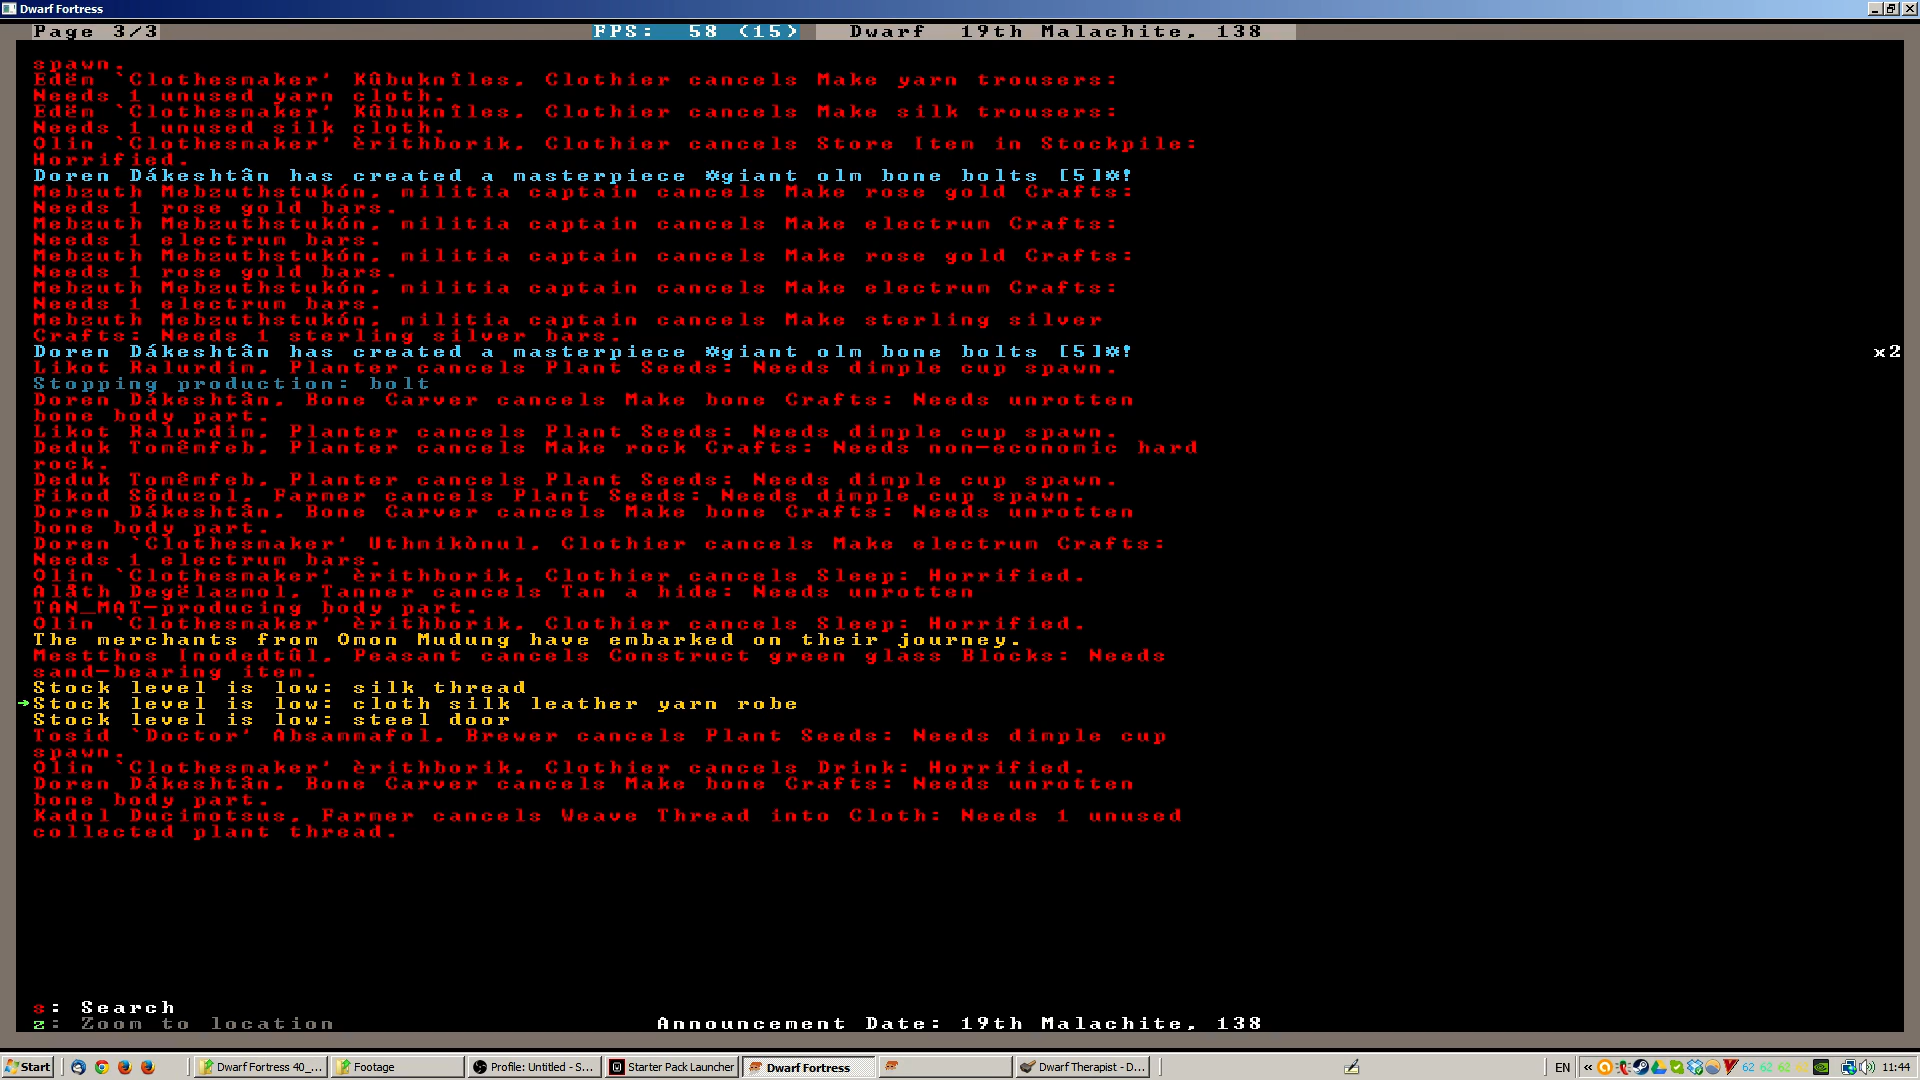 Dwarf Fortress
Page 3/3
FPS: 58 (15)
Dwarf 19th Malachite, 138
spawn.
Edëm `Clothesmaker' Kûbuknîles, Clothier cancels Make yarn trousers:
Needs 1 unused yarn cloth.
Edëm `Clothesmaker' Kûbuknîles, Clothier cancels Make silk trousers:
Needs 1 unused silk cloth.
Olin `Clothesmaker' èrithborik, Clothier cancels Store Item in Stockpile:
Horrified.
Doren Dákeshtân has created a masterpiece ☼giant olm bone bolts [5]☼!
Mebzuth Mebzuthstukón, militia captain cancels Make rose gold Crafts:
Needs 1 rose gold bars.
Mebzuth Mebzuthstukón, militia captain cancels Make electrum Crafts:
Needs 1 electrum bars.
Mebzuth Mebzuthstukón, militia captain cancels Make rose gold Crafts:
Needs 1 rose gold bars.
Mebzuth Mebzuthstukón, militia captain cancels Make electrum Crafts:
Needs 1 electrum bars.
Mebzuth Mebzuthstukón, militia captain cancels Make sterling silver
Crafts: Needs 1 sterling silver bars.
Doren Dákeshtân has created a masterpiece ☼giant olm bone bolts [5]☼! x2
Likot Ralurdim, Planter cancels Plant Seeds: Needs dimple cup spawn.
Stopping production: bolt
Doren Dákeshtân, Bone Carver cancels Make bone Crafts: Needs unrotten
bone body part.
Likot Ralurdim, Planter cancels Plant Seeds: Needs dimple cup spawn.
Deduk Tomêmfeb, Planter cancels Make rock Crafts: Needs non-economic hard
rock.
Deduk Tomêmfeb, Planter cancels Plant Seeds: Needs dimple cup spawn.
Fikod Sôduzol, Farmer cancels Plant Seeds: Needs dimple cup spawn.
Doren Dákeshtân, Bone Carver cancels Make bone Crafts: Needs unrotten
bone body part.
Doren `Clothesmaker' Uthmikònul, Clothier cancels Make electrum Crafts:
Needs 1 electrum bars.
Olin `Clothesmaker' èrithborik, Clothier cancels Sleep: Horrified.
Alåth Degëlazmol, Tanner cancels Tan a hide: Needs unrotten
TAN_MAT-producing body part.
Olin `Clothesmaker' èrithborik, Clothier cancels Sleep: Horrified.
The merchants from Omon Mudung have embarked on their journey.
Mestthos Inodedtûl, Peasant cancels Construct green glass Blocks: Needs
sand-bearing item.
Stock level is low: silk thread
→Stock level is low: cloth silk leather yarn robe
Stock level is low: steel door
Tosid `Doctor' Absammafol, Brewer cancels Plant Seeds: Needs dimple cup
spawn.
Olin `Clothesmaker' èrithborik, Clothier cancels Drink: Horrified.
Doren Dákeshtân, Bone Carver cancels Make bone Crafts: Needs unrotten
bone body part.
Kadol Ducimotsus, Farmer cancels Weave Thread into Cloth: Needs 1 unused
collected plant thread.
s: Search
z: Zoom to location
Announcement Date: 19th Malachite, 138
Start
Dwarf Fortress 40_...
Footage
Profile: Untitled - S...
Starter Pack Launcher
Dwarf Fortress
Dwarf Therapist - D...
EN
«
62 62 62
11:44